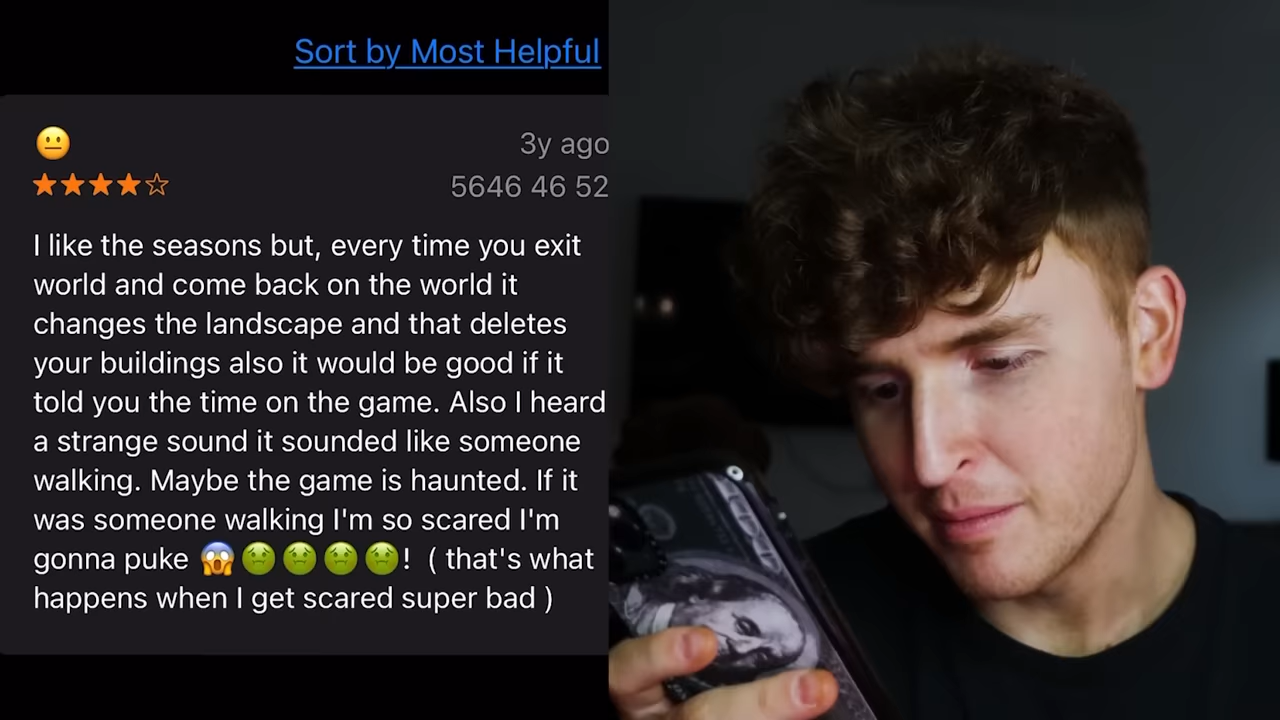 Sort by Most Helpful
😐
3y ago
★★★★☆
5646 46 52
I like the seasons but, every time you exit
world and come back on the world it
changes the landscape and that deletes
your buildings also it would be good if it
told you the time on the game. Also I heard
a strange sound it sounded like someone
walking. Maybe the game is haunted. If it
was someone walking I'm so scared I'm
gonna puke 😱🤢🤢🤢🤢!  ( that's what
happens when I get scared super bad )